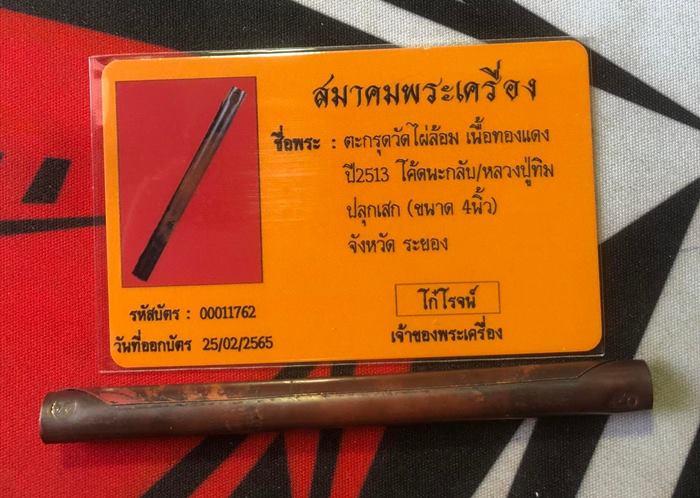 สมาคมพระเครื่อง
ชื่อพระ : ตะกรุดวัดไผ่ล้อม เนื้อทองแดง
ปี2513 โค้ดนะกลับ/หลวงปู่ทิม
ปลุกเสก (ขนาด 4นิ้ว)
จังหวัด ระยอง
รหัสบัตร : 00011762
วันที่ออกบัตร 25/02/2565
โก๋โรจน์
เจ้าของพระเครื่อง